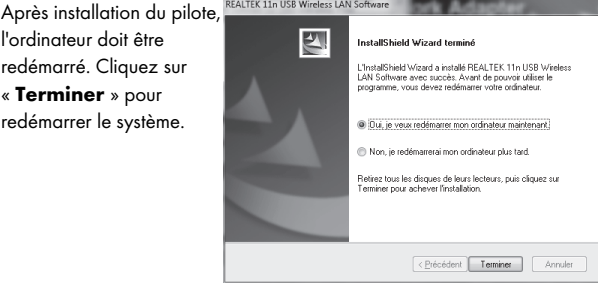 Après installation du pilote,
l'ordinateur doit être
redémarré. Cliquez sur
« Terminer » pour
redémarrer le système.
REALTEK 11n USB Wireless LAN Software
InstallShield Wizard terminé
L'InstallShield Wizard a installé REALTEK 11n USB Wireless
LAN Software avec succès. Avant de pouvoir utiliser le
programme, vous devez redémarrer votre ordinateur.
Oui, je veux redémarrer mon ordinateur maintenant.
Non, je redémarrerai mon ordinateur plus tard.
Retirez tous les disques de leurs lecteurs, puis cliquez sur
Terminer pour achever l'installation.
< Précédent
Terminer
Annuler